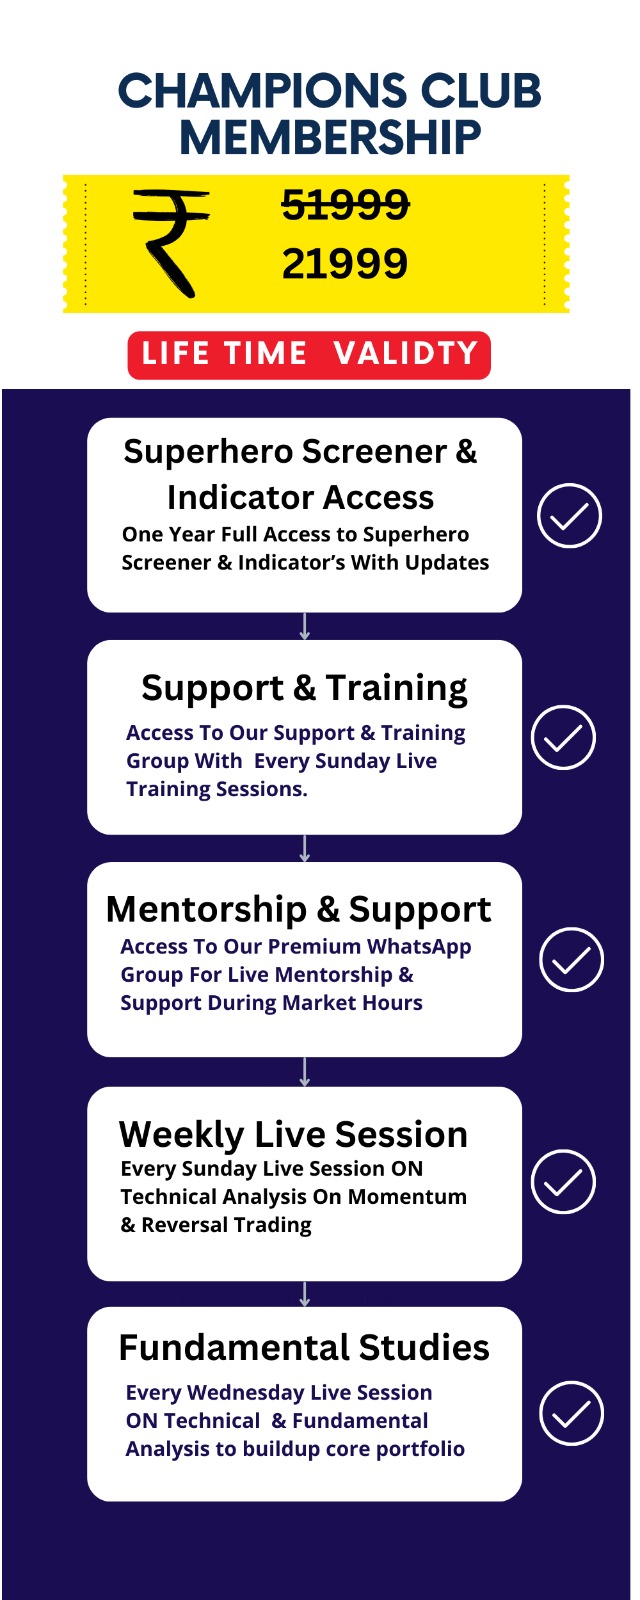 CHAMPIONS CLUB
MEMBERSHIP
₹
51999
21999
LIFE TIME VALIDTY
Superhero Screener &
Indicator Access
One Year Full Access to Superhero
Screener & Indicator’s With Updates
Support & Training
Access To Our Support & Training
Group With Every Sunday Live
Training Sessions.
Mentorship & Support
Access To Our Premium WhatsApp
Group For Live Mentorship &
Support During Market Hours
Weekly Live Session
Every Sunday Live Session ON
Technical Analysis On Momentum
& Reversal Trading
Fundamental Studies
Every Wednesday Live Session
ON Technical & Fundamental
Analysis to buildup core portfolio